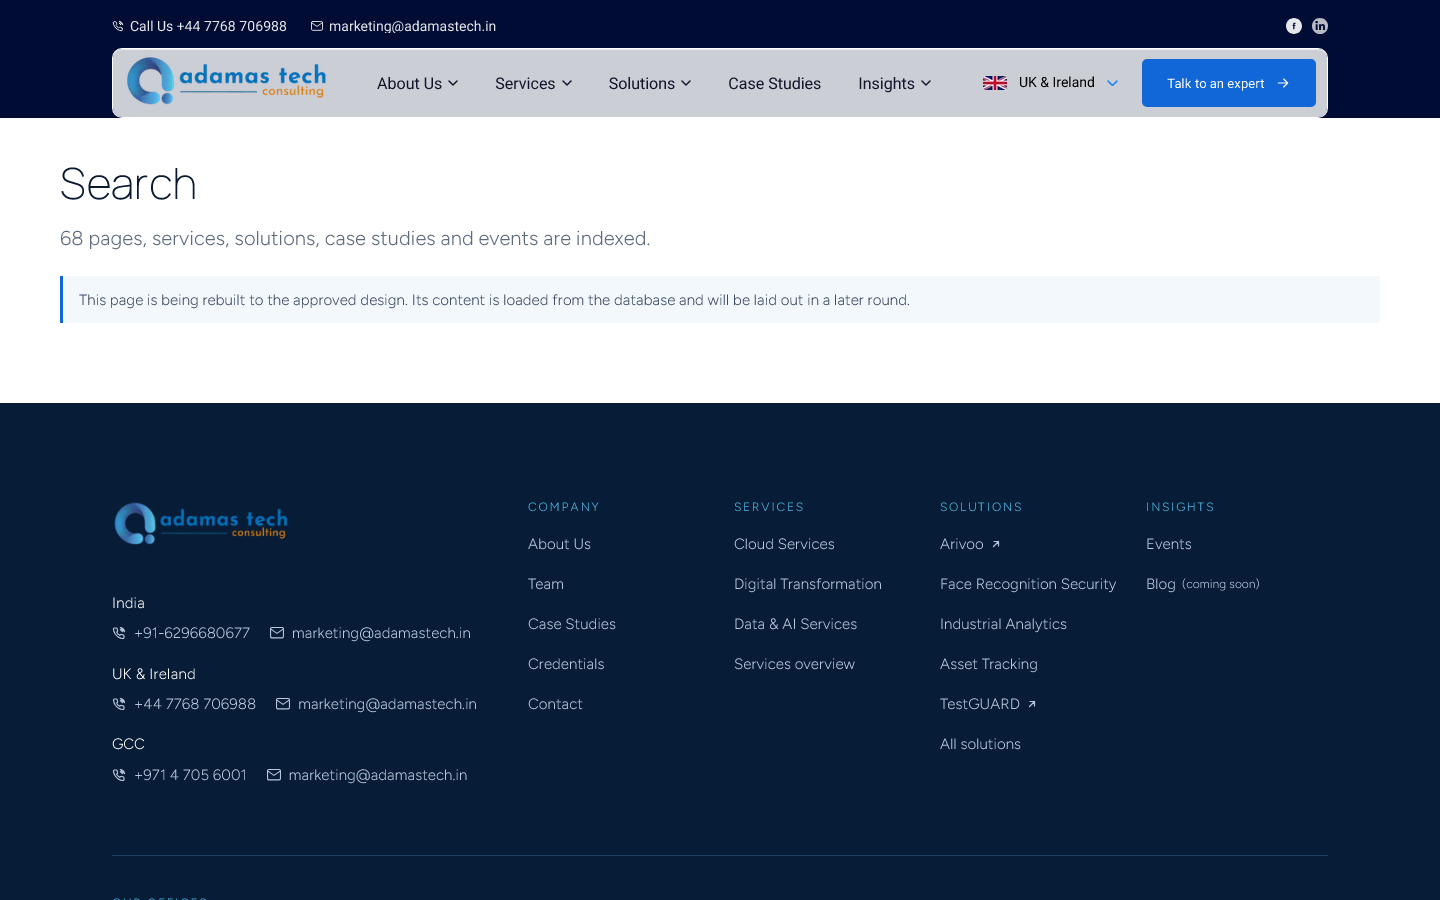 Call Us +44 7768 706988
marketing@adamastech.in
adamas tech
consulting
About Us
Services
Solutions
Case Studies
Insights
UK & Ireland
Talk to an expert
Search
68 pages, services, solutions, case studies and events are indexed.
This page is being rebuilt to the approved design. Its content is loaded from the database and will be laid out in a later round.
adamas tech
consulting
India
+91-6296680677
marketing@adamastech.in
UK & Ireland
+44 7768 706988
marketing@adamastech.in
GCC
+971 4 705 6001
marketing@adamastech.in
COMPANY
About Us
Team
Case Studies
Credentials
Contact
SERVICES
Cloud Services
Digital Transformation
Data & AI Services
Services overview
SOLUTIONS
Arivoo
Face Recognition Security
Industrial Analytics
Asset Tracking
TestGUARD
All solutions
INSIGHTS
Events
Blog (coming soon)